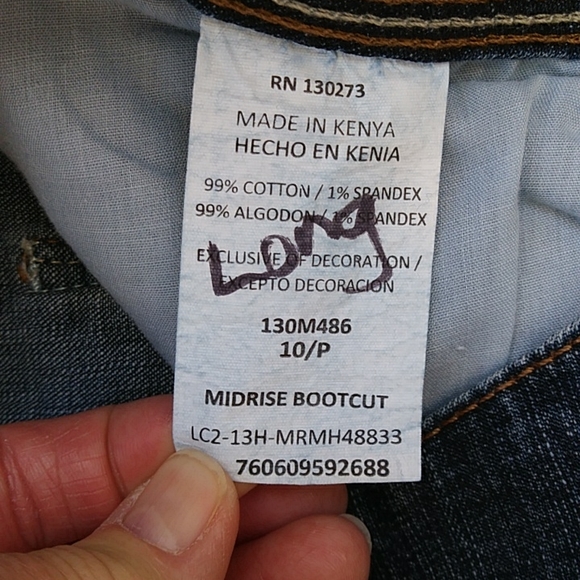 RN 130273
MADE IN KENYA
HECHO EN KENIA
99% COTTON / 1% SPANDEX
99% ALGODON / 1% SPANDEX
Long
EXCLUSIVE OF DECORATION /
EXCEPTO DECORACION
130M486
10/P
MIDRISE BOOTCUT
LC2-13H-MRMH48833
760609592688